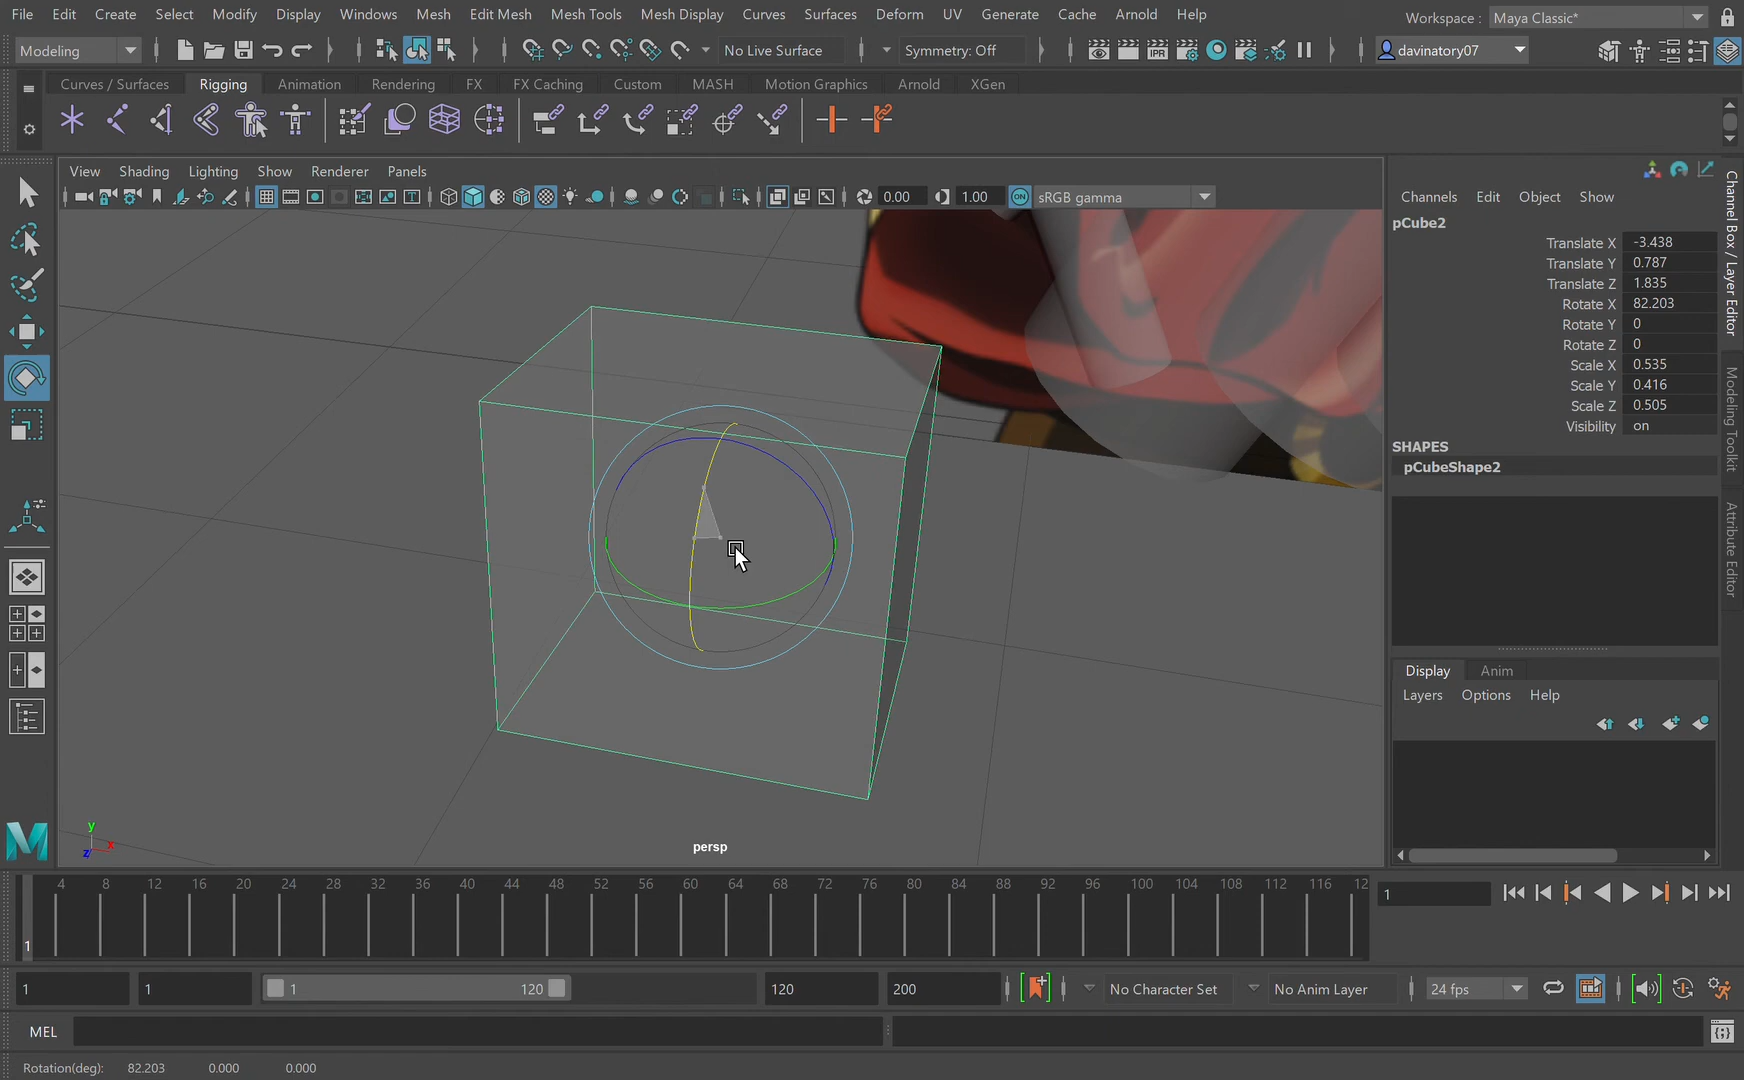 File Edit Create Select Modify Display Windows Mesh Edit Mesh Mesh Tools Mesh Display Curves Surfaces Deform UV Generate Cache Arnold Help
Workspace : Maya Classic*
Modeling No Live Surface Symmetry: Off davinatory07
Curves / Surfaces Rigging Animation Rendering FX FX Caching Custom MASH Motion Graphics Arnold XGen
IPR
View Shading Lighting Show Renderer Panels
0.00 1.00 ON sRGB gamma
Channels Edit Object Show
pCube2
Translate X -3.438
Translate Y 0.787
Translate Z 1.835
Rotate X 82.203
Rotate Y 0
Rotate Z 0
Scale X 0.535
Scale Y 0.416
Scale Z 0.505
Visibility on
SHAPES
pCubeShape2
Channel Box / Layer Editor
Modeling Toolkit
Attribute Editor
Display Anim
Layers Options Help
y
x
z
persp
4 8 12 16 20 24 28 32 36 40 44 48 52 56 60 64 68 72 76 80 84 88 92 96 100 104 108 112 116 12
1
1
1 1 1 120 120 200 No Character Set No Anim Layer 24 fps
MEL
Rotation(deg): 82.203 0.000 0.000